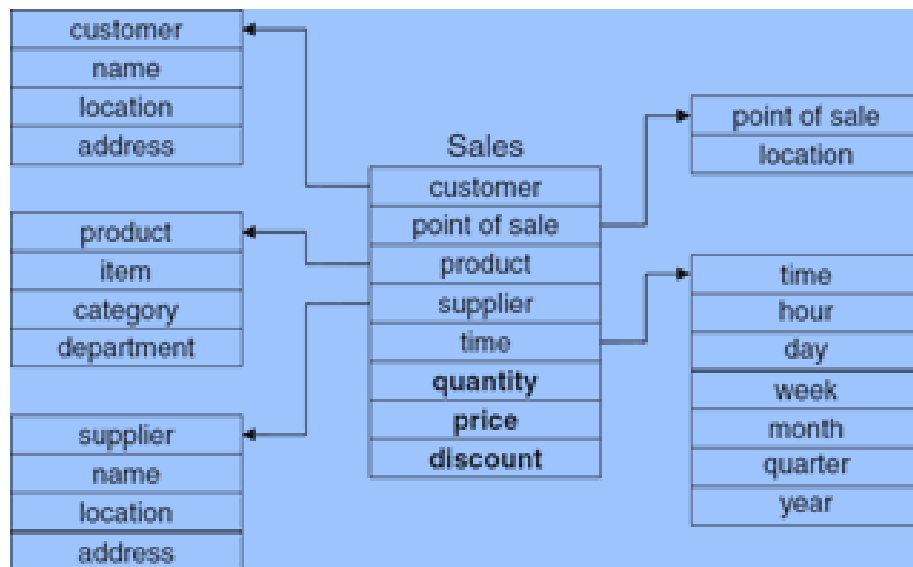 customer
name
location
address
product
item
category
department
supplier
name
location
address
Sales
customer
point of sale
product
supplier
time
quantity
price
discount
point of sale
location
time
hour
day
week
month
quarter
year